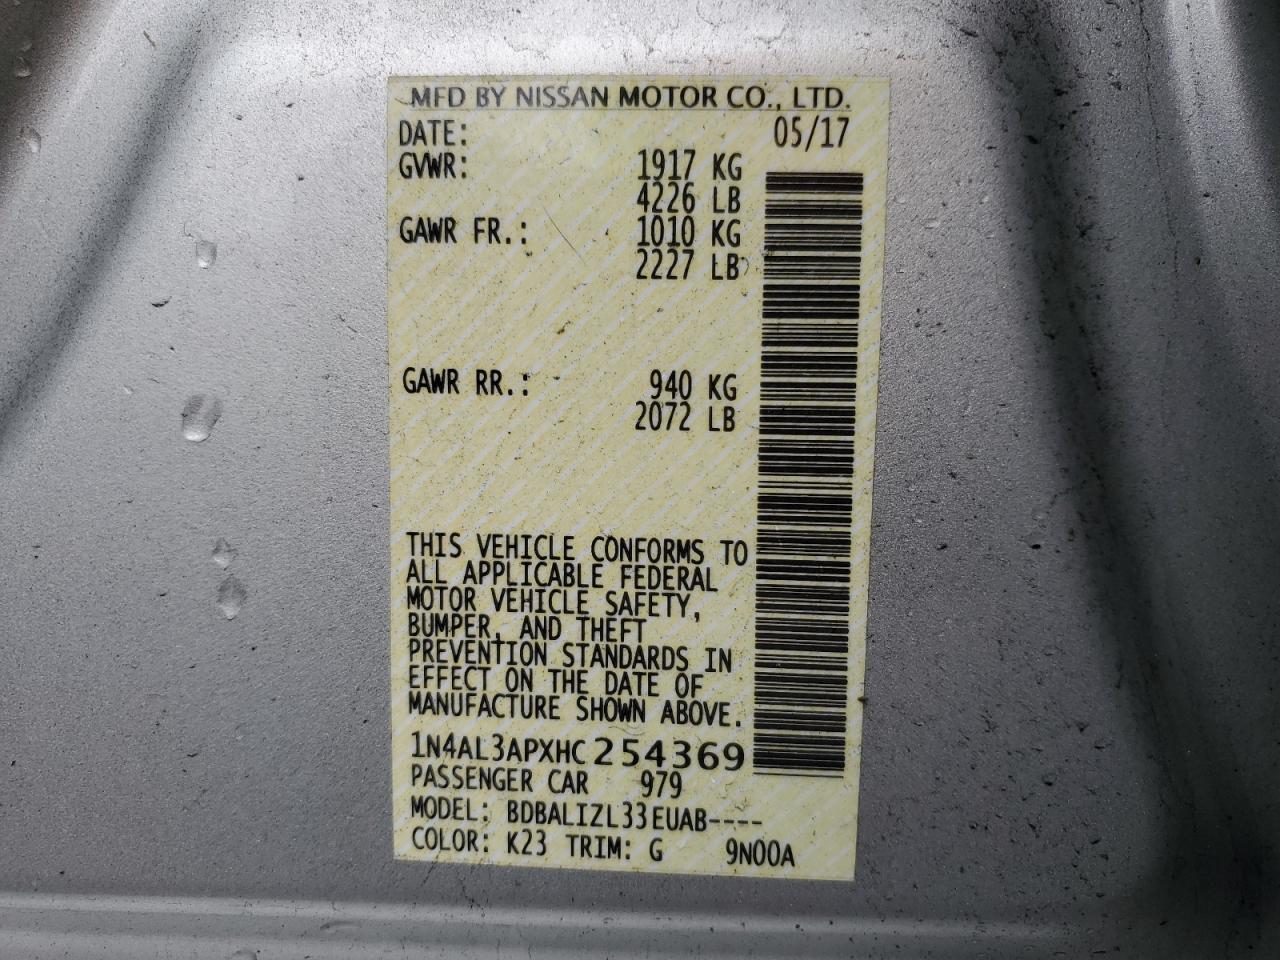 MFD BY NISSAN MOTOR CO., LTD.
DATE: 05/17
GVWR: 1917 KG
4226 LB
GAWR FR.: 1010 KG
2227 LB
GAWR RR.: 940 KG
2072 LB
THIS VEHICLE CONFORMS TO
ALL APPLICABLE FEDERAL
MOTOR VEHICLE SAFETY,
BUMPER, AND THEFT
PREVENTION STANDARDS IN
EFFECT ON THE DATE OF
MANUFACTURE SHOWN ABOVE.
1N4AL3APXHC254369
PASSENGER CAR 979
MODEL: BDBALIZL33EUAB----
COLOR: K23 TRIM: G 9N00A